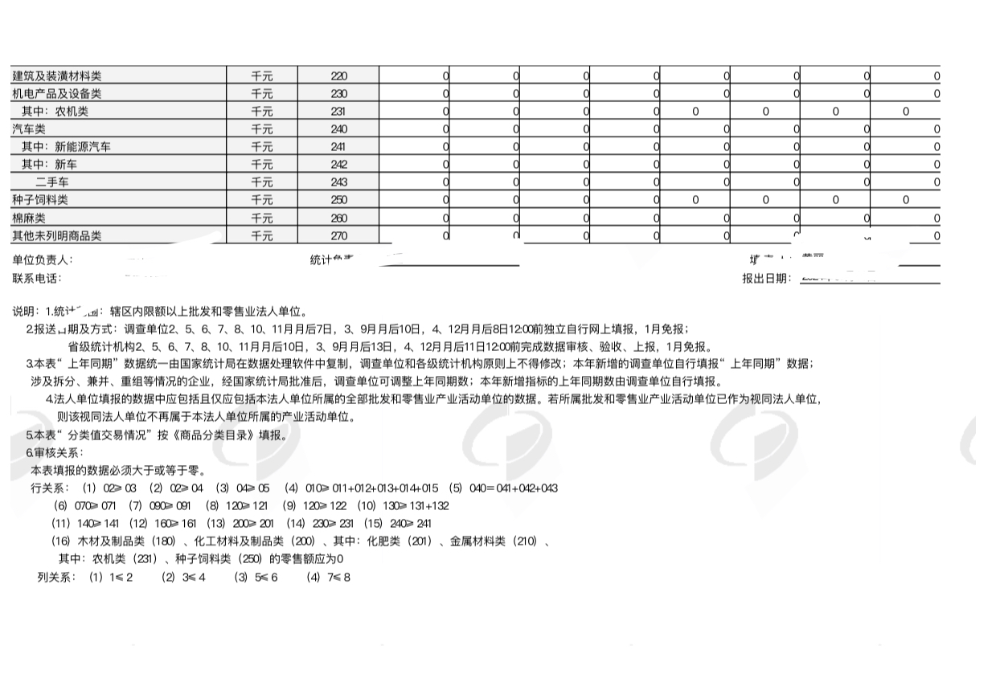 建筑及装潢材料类 千元 220 0 0 0 0 0 0 0 0
机电产品及设备类 千元 230 0 0 0 0 0 0 0 0
其中：农机类 千元 231 0 0 0 0 0 0 0 0
汽车类 千元 240 0 0 0 0 0 0 0 0
其中：新能源汽车 千元 241 0 0 0 0 0 0 0 0
其中：新车 千元 242 0 0 0 0 0 0 0 0
二手车 千元 243 0 0 0 0 0 0 0 0
种子饲料类 千元 250 0 0 0 0 0 0 0 0
棉麻类 千元 260 0 0 0 0 0 0 0 0
其他未列明商品类 千元 270 0 0 0 0 0 0
单位负责人： 统计负责
联系电话： 报出日期：
说明：1.统计 ：辖区内限额以上批发和零售业法人单位。
2.报送日期及方式：调查单位2、5、6、7、8、10、11月月后7日，3、9月月后10日，4、12月月后8日12:00前独立自行网上填报，1月免报；
省级统计机构2、5、6、7、8、10、11月月后10日，3、9月月后13日，4、12月月后11日12:00前完成数据审核、验收、上报，1月免报。
3.本表“上年同期”数据统一由国家统计局在数据处理软件中复制，调查单位和各级统计机构原则上不得修改；本年新增的调查单位自行填报“上年同期”数据；
涉及拆分、兼并、重组等情况的企业，经国家统计局批准后，调查单位可调整上年同期数；本年新增指标的上年同期数由调查单位自行填报。
4.法人单位填报的数据中应包括且仅应包括本法人单位所属的全部批发和零售业产业活动单位的数据。若所属批发和零售业产业活动单位已作为视同法人单位，
则该视同法人单位不再属于本法人单位所属的产业活动单位。
5.本表“分类值交易情况”按《商品分类目录》填报。
6.审核关系：
本表填报的数据必须大于或等于零。
行关系：（1）02≥03 （2）02≥04 （3）04≥05 （4）010≥011+012+013+014+015 （5）040＝041+042+043
（6）070≥071 （7）090≥091 （8）120≥121 （9）120≥122 （10）130≥131+132
（11）140≥141 （12）160≥161 （13）200≥201 （14）230≥231 （15）240≥241
（16）木材及制品类（180）、化工材料及制品类（200）、其中：化肥类（201）、金属材料类（210）、
其中：农机类（231）、种子饲料类（250）的零售额应为0
列关系：（1）1≤2 （2）3≤4 （3）5≤6 （4）7≤8